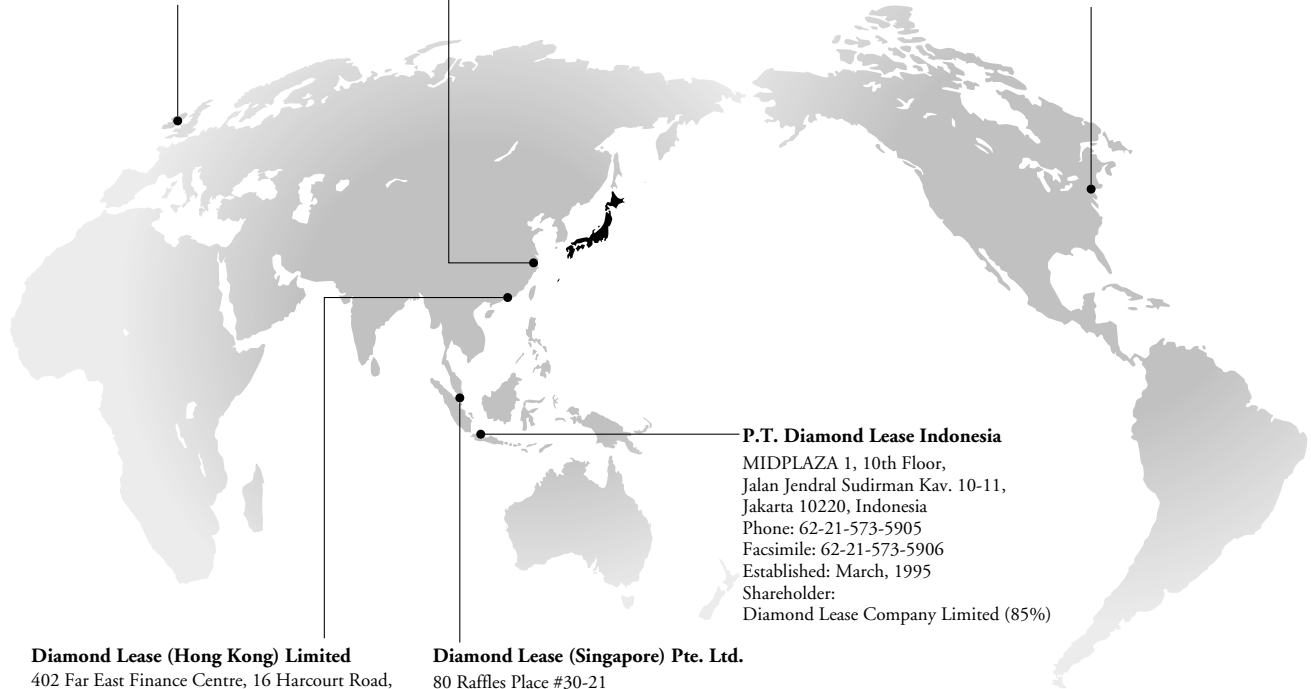 P.T. Diamond Lease Indonesia
MIDPLAZA 1, 10th Floor,
Jalan Jendral Sudirman Kav. 10-11,
Jakarta 10220, Indonesia
Phone: 62-21-573-5905
Facsimile: 62-21-573-5906
Established: March, 1995
Shareholder:
Diamond Lease Company Limited (85%)
Diamond Lease (Hong Kong) Limited
402 Far East Finance Centre, 16 Harcourt Road,
Diamond Lease (Singapore) Pte. Ltd.
80 Raffles Place #30-21